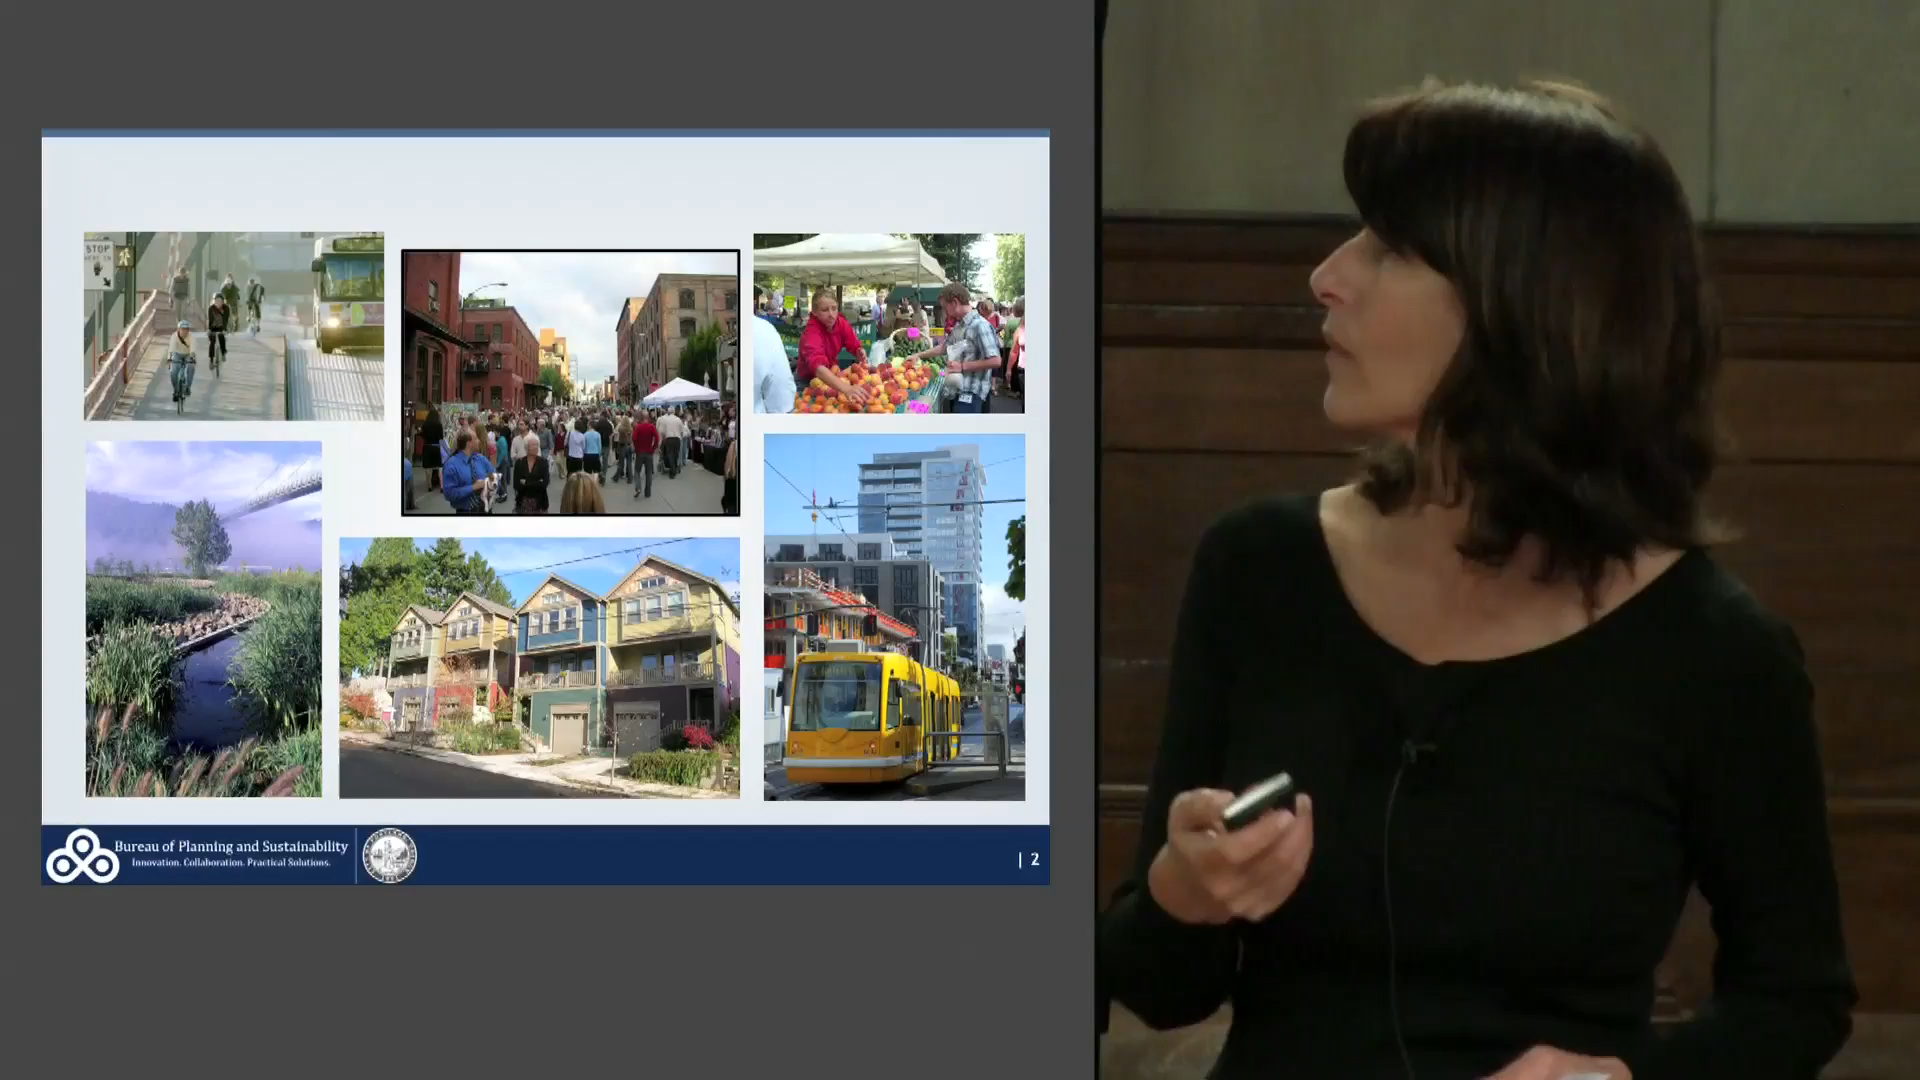 STOP
Bureau of Planning and Sustainability
Innovation. Collaboration. Practical Solutions.
| 2